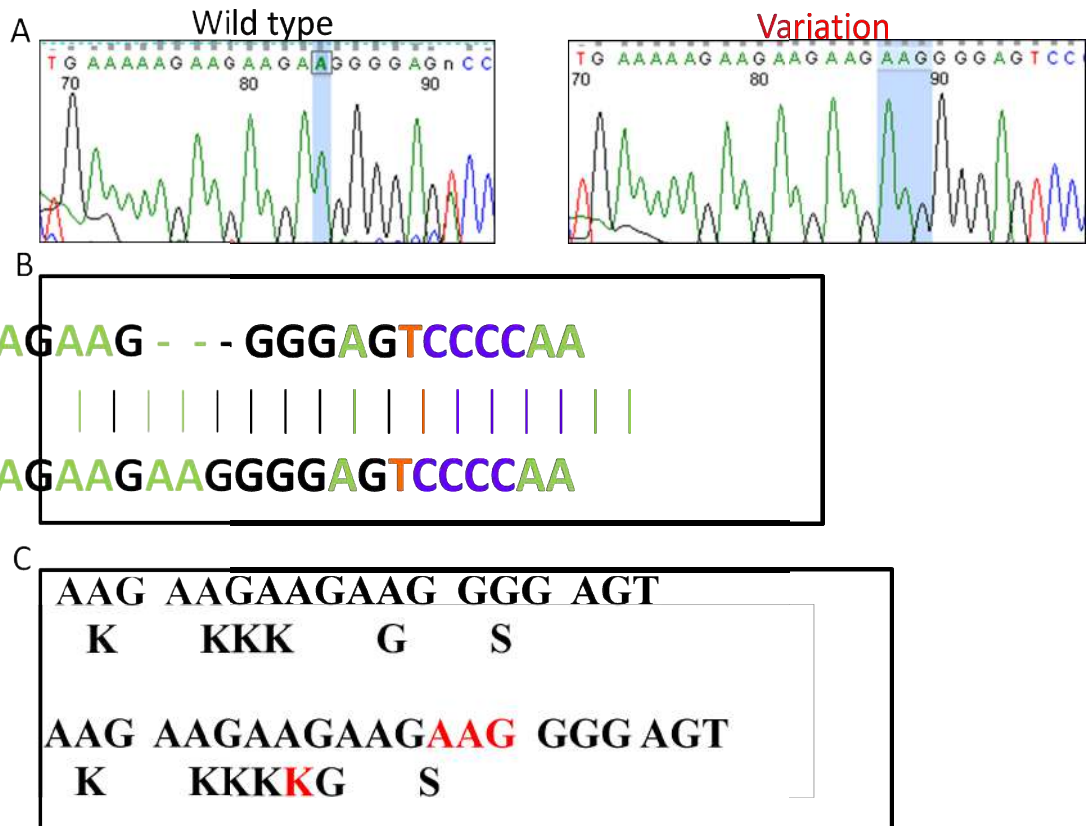 A
Wild type
Variation
T G A A A A A G A A G A A G A A G G G G A G n C C
70 80 90
T G A A A A A G A A G A A G A A G A A G G G G A G T C C
70 80 90
B
AGAAG - - - GGGAGTCCCCAA
AGAAGAAGGGGAGTCCCCAA
C
AAG AAGAAGAAG GGG AGT
K KKK G S
AAG AAGAAGAAGAAG GGG AGT
K KKKKG S